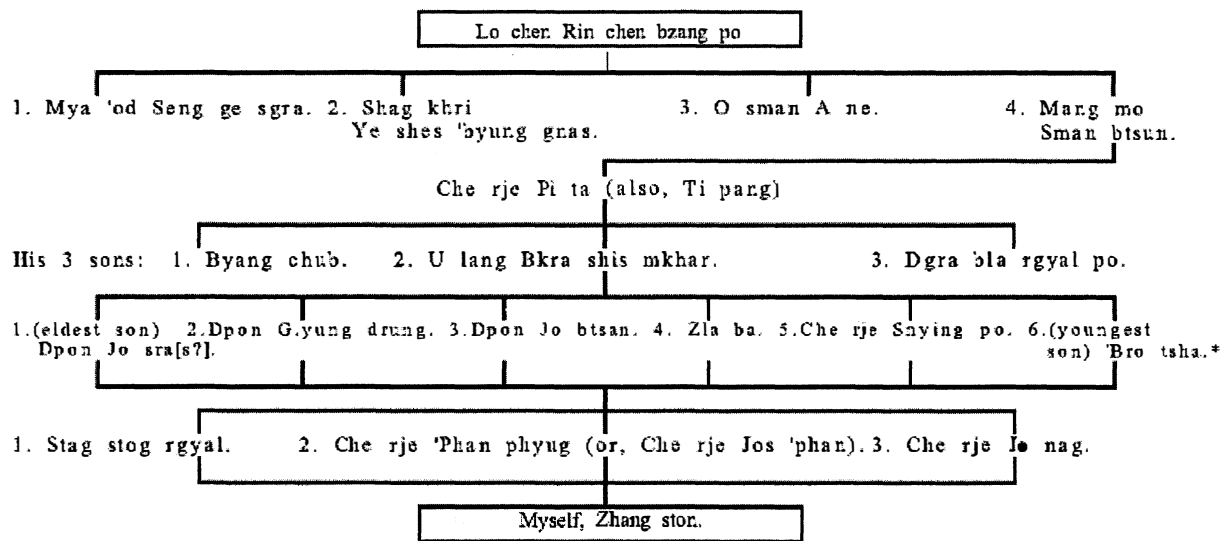 Lo chen Rin chen bzang po
1. Mya 'od Seng ge sgra. 2. Shag khri 3. O sman A ne. 4. Mang mo
Ye shes 'byung gnas. Sman btsun.
Che rje Pi ta (also, Ti pang)
His 3 sons: 1. Byang chub. 2. U lang Bkra shis mkhar. 3. Dgra bla rgyal po.
1.(eldest son) 2.Dpon G.yung drung. 3.Dpon Jo btsan. 4. Zla ba. 5.Che rje Snying po. 6.(youngest
Dpon Jo sra[s?]. son) 'Bro tsha.*
1. Stag stog rgyal. 2. Che rje 'Phan phyug (or, Che rje Jos 'phan). 3. Che rje Jo nag.
Myself, Zhang ston.